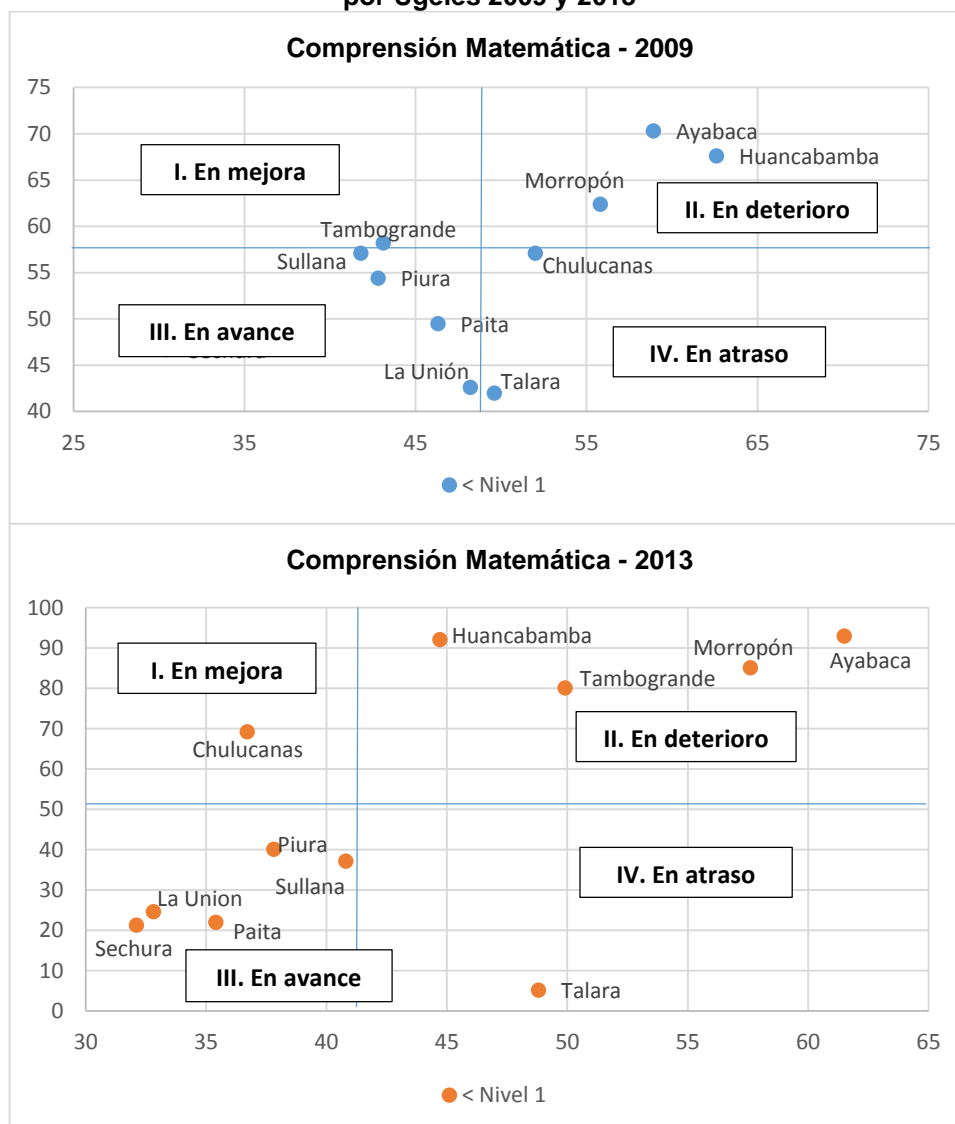 por Ugeles 2009 y 2013
Comprensión Matemática - 2009
75
70
65
60
55
50
45
40
Ayabaca
Huancabamba
I. En mejora
Morropón
II. En deterioro
Tambogrande
Sullana
Chulucanas
Piura
III. En avance
Paita
Sechura
IV. En atraso
La Unión
Talara
25 35 45 55 65 75
< Nivel 1
Comprensión Matemática - 2013
100
90
80
70
60
50
40
30
20
10
0
Huancabamba
Morropón
Ayabaca
I. En mejora
Tambogrande
II. En deterioro
Chulucanas
Piura
Sullana
IV. En atraso
La Union
Paita
Sechura
III. En avance
Talara
30 35 40 45 50 55 60 65
< Nivel 1